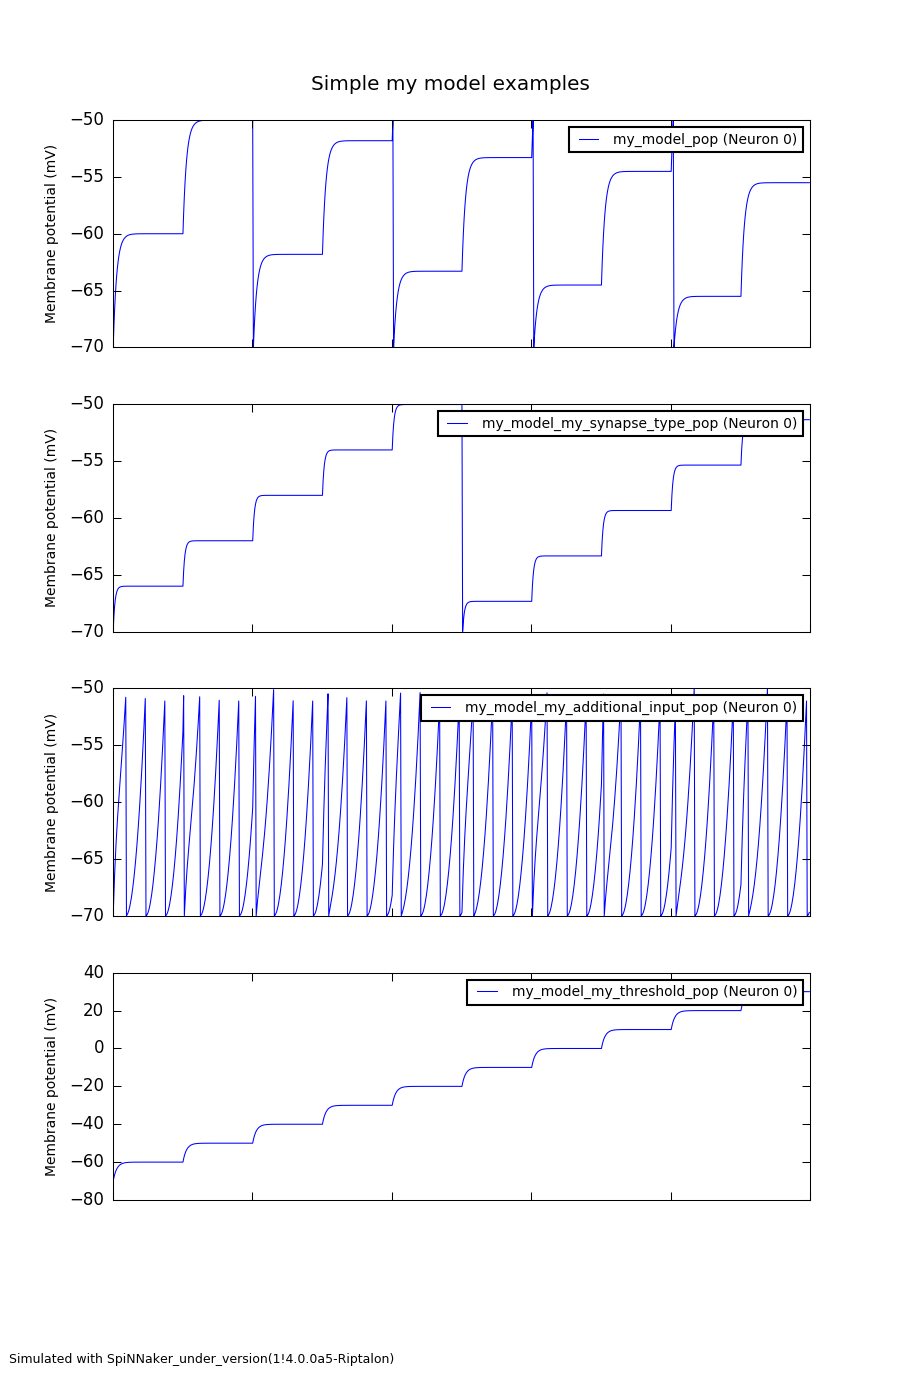 Simple my model examples
−50
my_model_pop (Neuron 0)
−55
−60
−65
−70
Membrane potential (mV)
−50
my_model_my_synapse_type_pop (Neuron 0)
−55
−60
−65
−70
Membrane potential (mV)
−50
my_model_my_additional_input_pop (Neuron 0)
−55
−60
−65
−70
Membrane potential (mV)
40
my_model_my_threshold_pop (Neuron 0)
20
0
−20
−40
−60
−80
Membrane potential (mV)
Simulated with SpiNNaker_under_version(1!4.0.0a5-Riptalon)